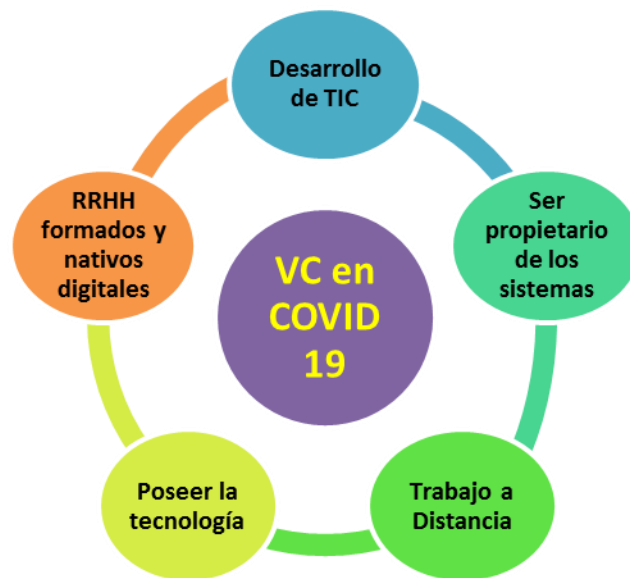 Desarrollo
de TIC
Ser
propietario
de los
sistemas
Trabajo a
Distancia
Poseer la
tecnología
RRHH
formados y
nativos
digitales
VC en
COVID
19